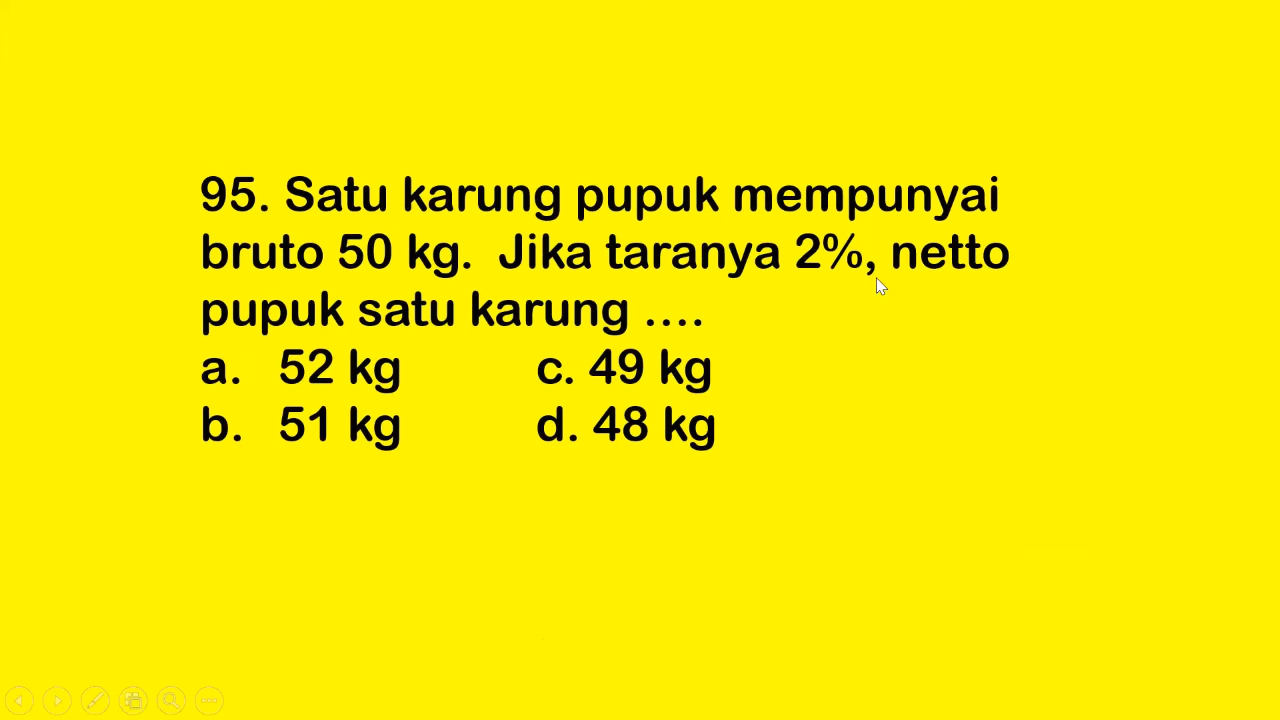 95. Satu karung pupuk mempunyai
bruto 50 kg.  Jika taranya 2%, netto
pupuk satu karung ....
a.   52 kg          c. 49 kg
b.   51 kg          d. 48 kg